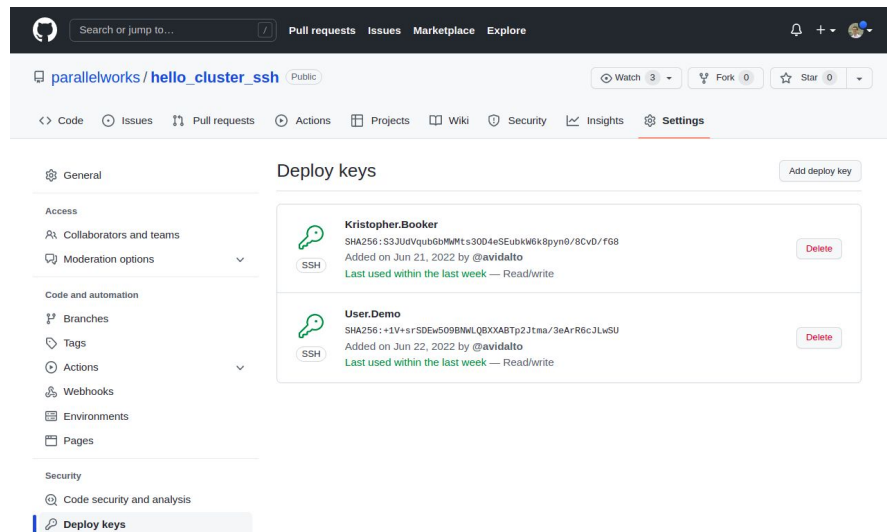 Search or jump to… /
Pull requests Issues Marketplace Explore
parallelworks / hello_cluster_ssh Public
Watch 3 Fork 0 Star 0
Code Issues Pull requests Actions Projects Wiki Security Insights Settings
General
Access
Collaborators and teams
Moderation options
Code and automation
Branches
Tags
Actions
Webhooks
Environments
Pages
Security
Code security and analysis
Deploy keys
Deploy keys
Add deploy key
SSH
Kristopher.Booker
SHA256:S3JUdVqubGbMWMts3OD4eSEubkW6k8pyn0/8CvD/fG8
Added on Jun 21, 2022 by @avidalto
Last used within the last week — Read/write
Delete
SSH
User.Demo
SHA256:+1V+srSDEw5O9BNWLQBXXABTp2Jtma/3eArR6cJLwSU
Added on Jun 22, 2022 by @avidalto
Last used within the last week — Read/write
Delete